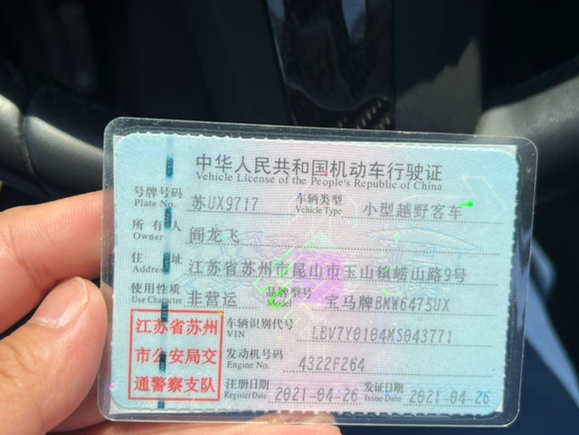 中华人民共和国机动车行驶证
Vehicle License of the People's Republic of China
号牌号码 苏UX9717 车辆类型 小型越野客车
Plate No. Vehicle Type
所有人 阎龙飞
Owner
住址 江苏省苏州市昆山市玉山镇崂山路9号
Address
使用性质 非营运 品牌型号 宝马牌BMW6475UX
Use Character Model
江苏省苏州
市公安局交
通警察支队
车辆识别代号 LBV7Y0104MS043771
VIN
发动机号码 4322F264
Engine No.
注册日期 2021-04-26 发证日期 2021-04-26
Register Date Issue Date